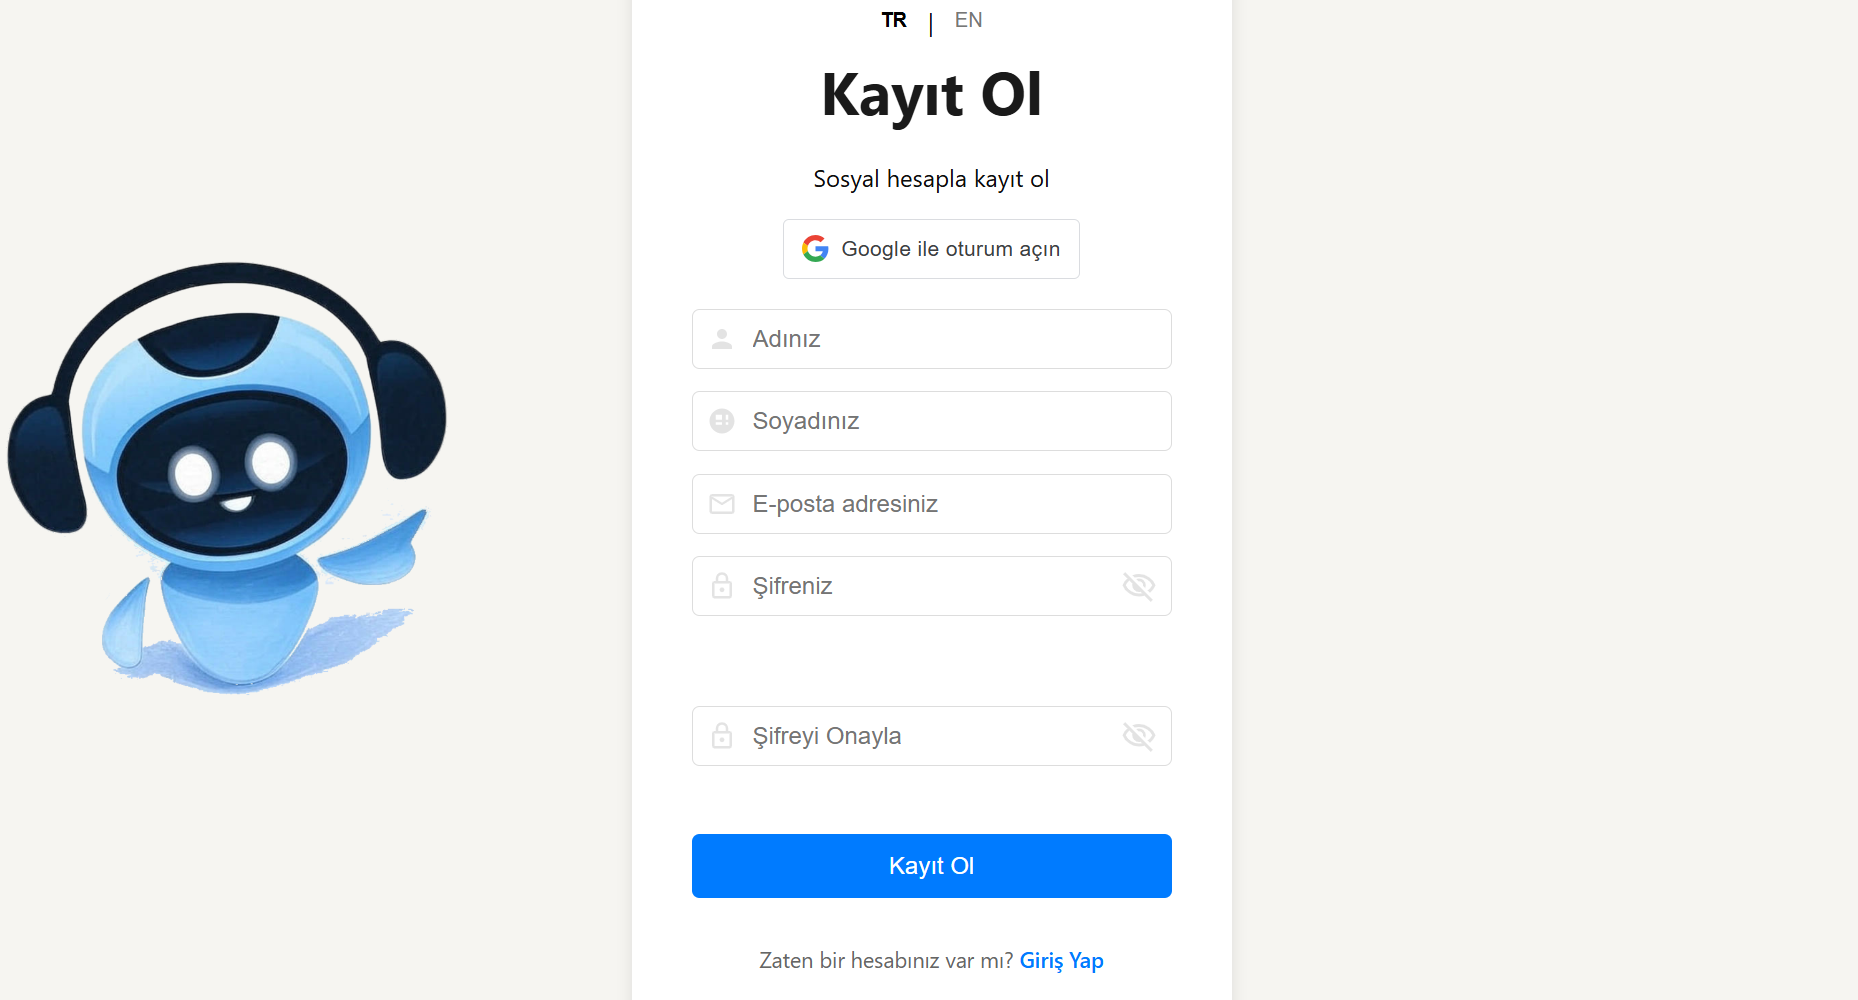 TR | EN
Kayıt Ol
Sosyal hesapla kayıt ol
Google ile oturum açın
Adınız
Soyadınız
E-posta adresiniz
Şifreniz
Şifreyi Onayla
Kayıt Ol
Zaten bir hesabınız var mı? Giriş Yap